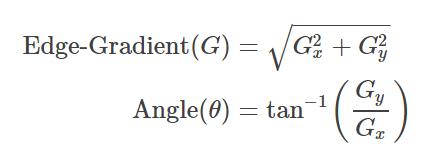 Edge-Gradient(G) = √(G_x^2 + G_y^2)
Angle(θ) = tan^−1(G_y/G_x)